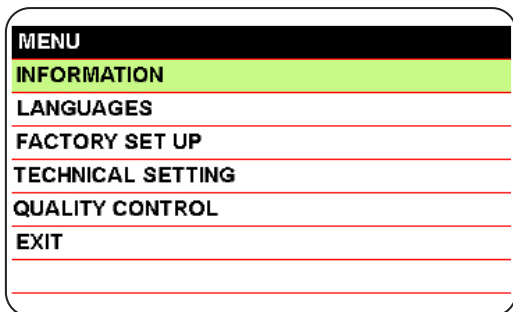 MENU
INFORMATION
LANGUAGES
FACTORY SET UP
TECHNICAL SETTING
QUALITY CONTROL
EXIT